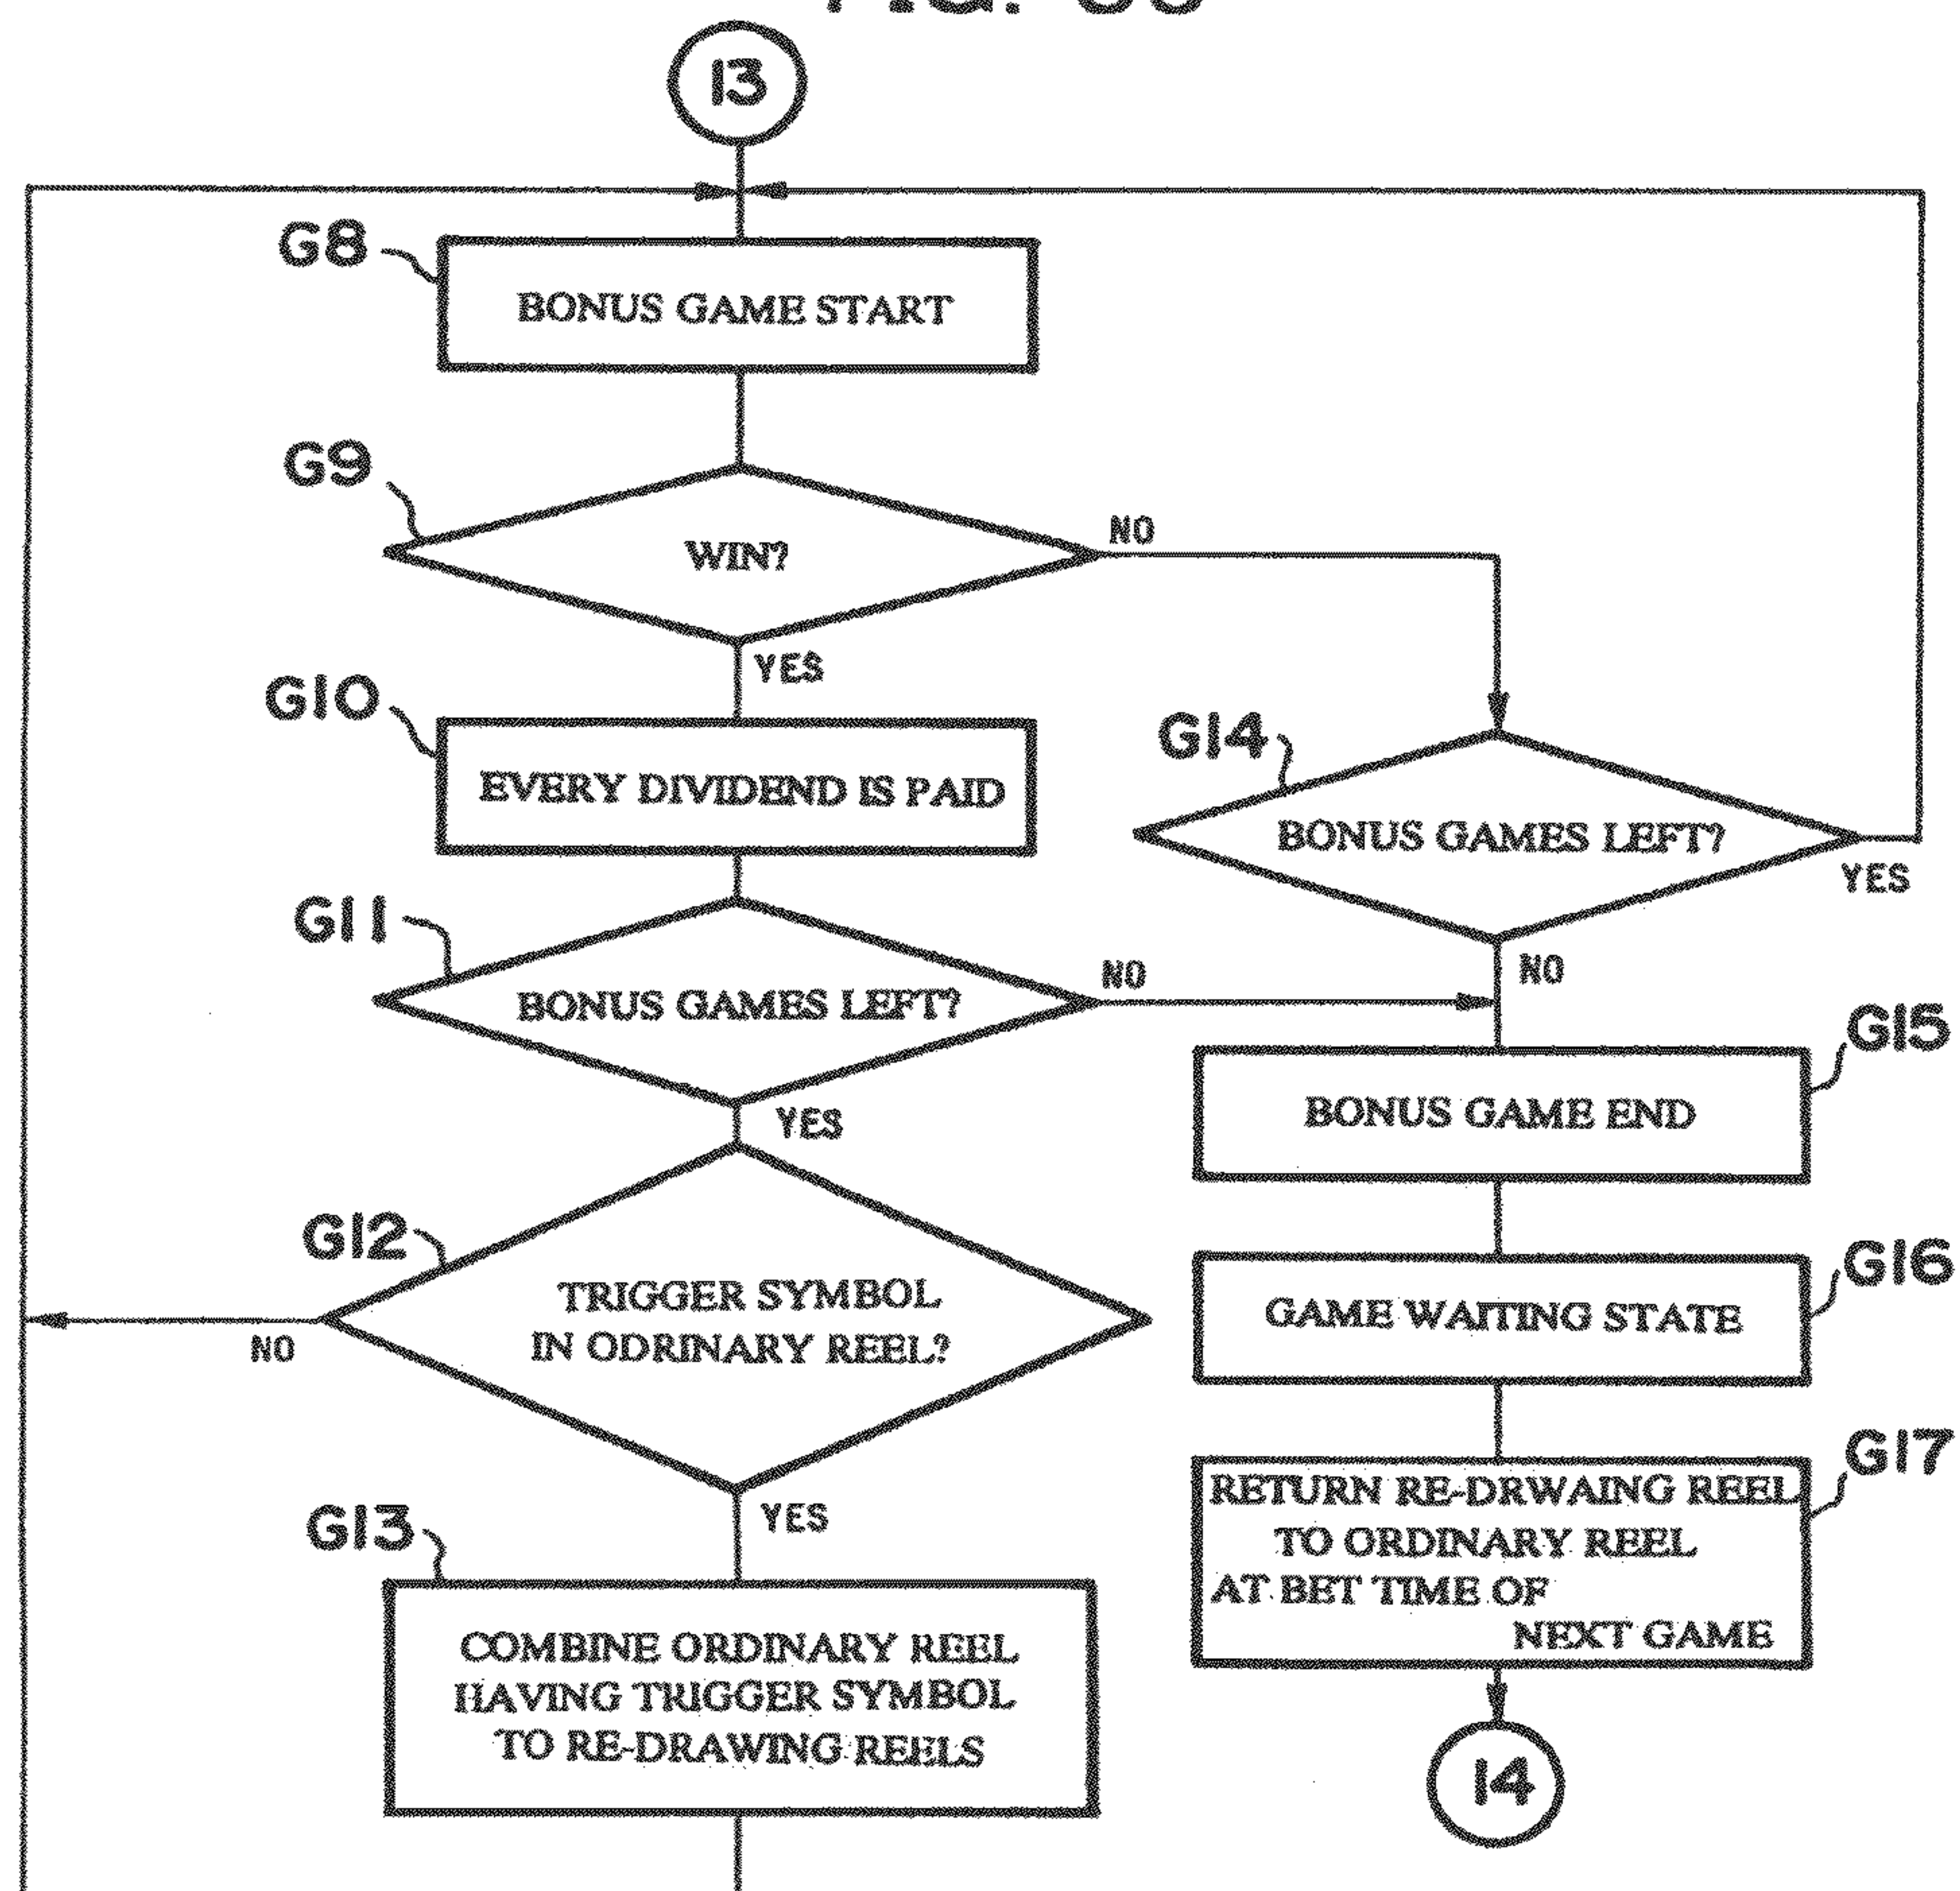 13
G8
BONUS GAME START
G9
WIN?
NO
YES
G10
EVERY DIVIDEND IS PAID
G14
BONUS GAMES LEFT?
YES
NO
G11
BONUS GAMES LEFT?
NO
YES
G15
BONUS GAME END
G12
TRIGGER SYMBOL
IN ODRINARY REEL?
NO
YES
G16
GAME WAITING STATE
G17
RETURN RE-DRWAING REEL
TO ORDINARY REEL
AT BET TIME OF
NEXT GAME
G13
COMBINE ORDINARY REEL
HAVING TRIGGER SYMBOL
TO RE-DRAWING REELS
14